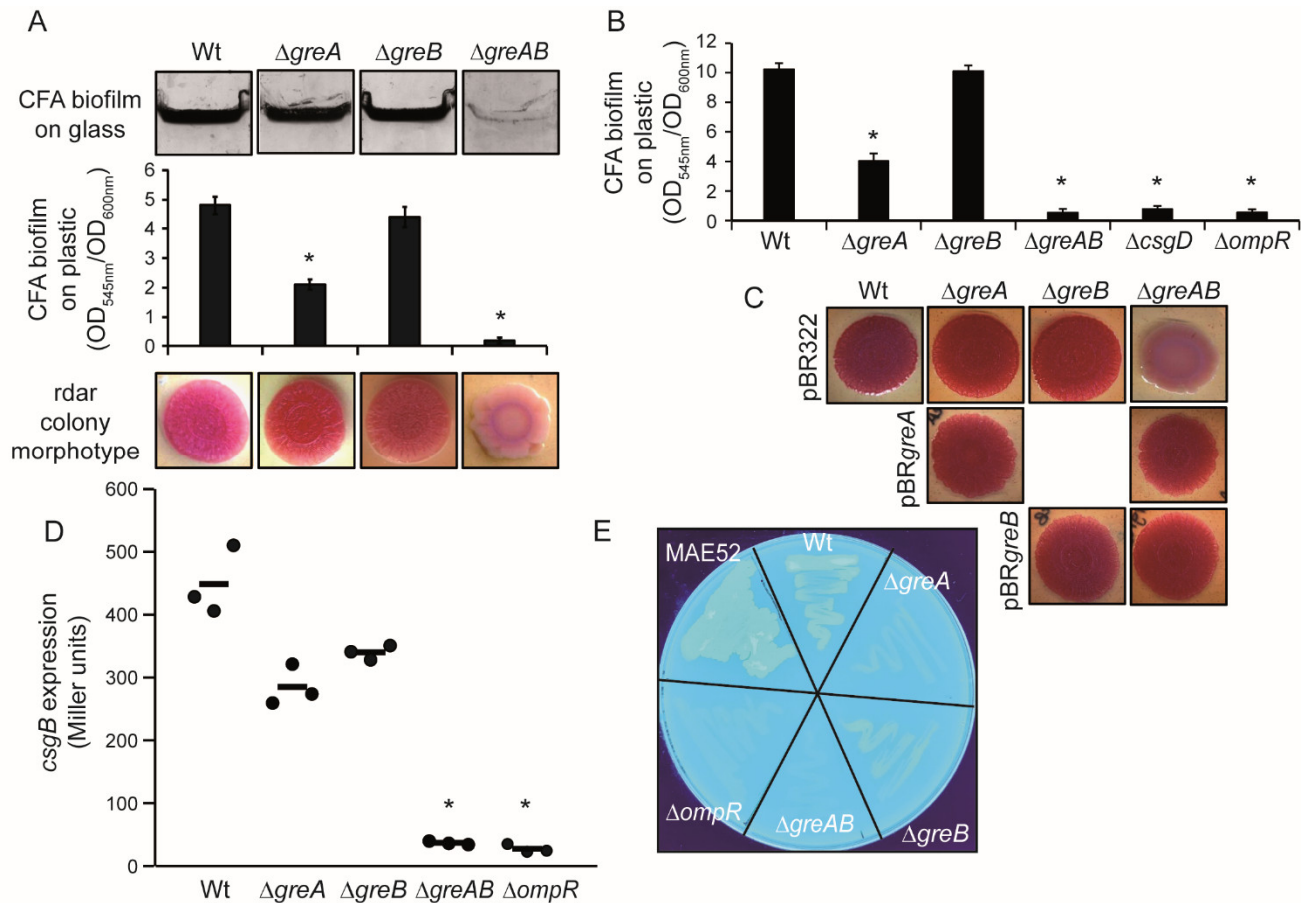 A
Wt ΔgreA ΔgreB ΔgreAB
CFA biofilm
on glass
CFA biofilm
on plastic
(OD545nm/OD600nm)
6
5
4
3
2
1
0
*
*
rdar
colony
morphotype
B
CFA biofilm
on plastic
(OD545nm/OD600nm)
12
10
8
6
4
2
0
*
* * *
Wt ΔgreA ΔgreB ΔgreAB ΔcsgD ΔompR
C
Wt ΔgreA ΔgreB ΔgreAB
pBR322
pBRgreA
pBRgreB
D
csgB expression
(Miller units)
600
500
400
300
200
100
0
* *
Wt ΔgreA ΔgreB ΔgreAB ΔompR
E
MAE52
Wt
ΔgreA
ΔompR
ΔgreAB
ΔgreB